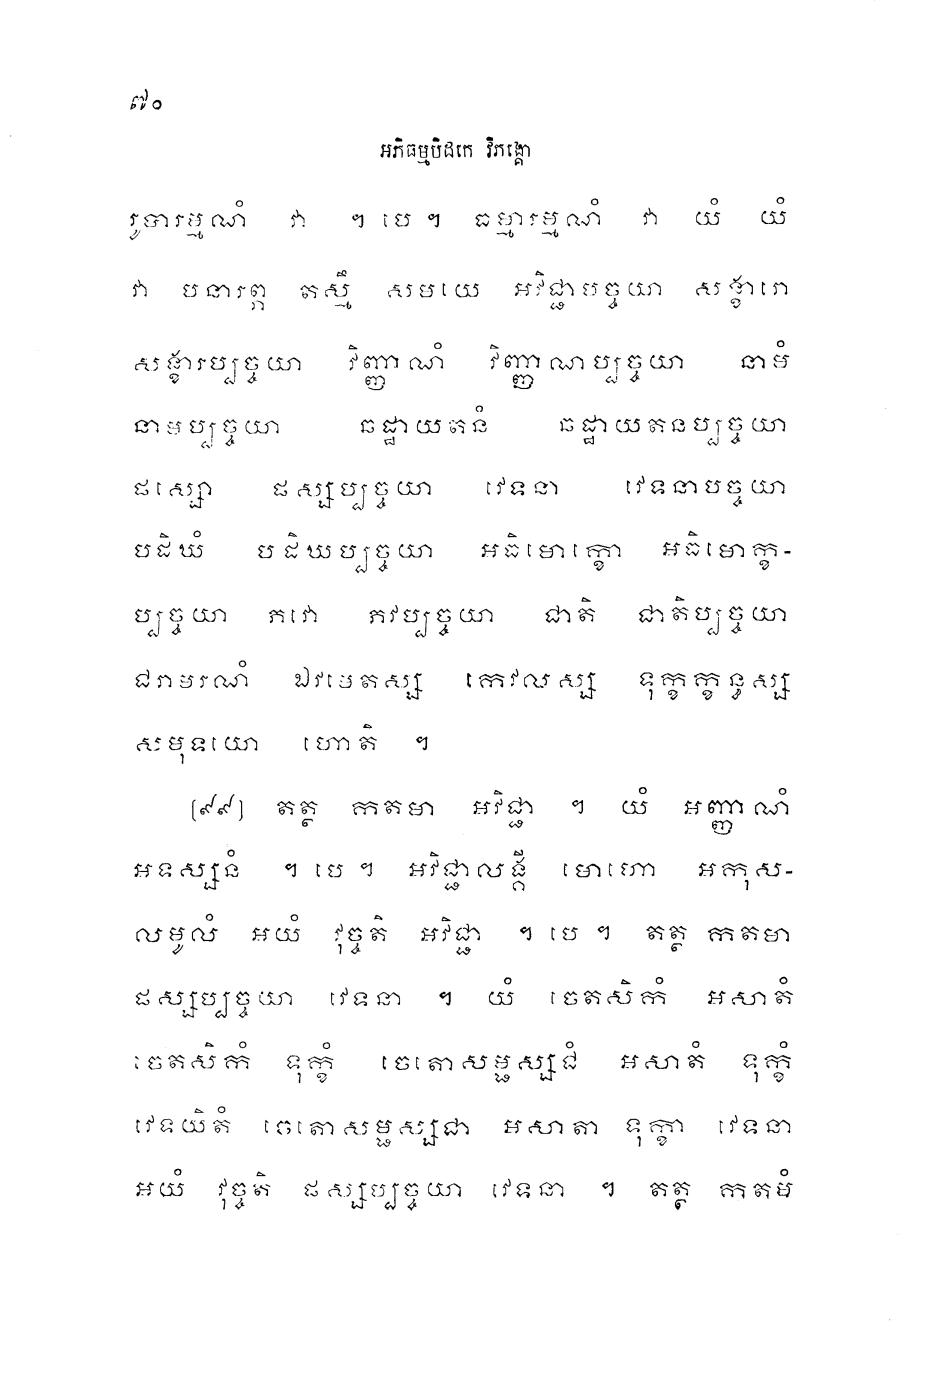 ៧០
អភិធម្មបិដកេ វិភង្គោ
រូបារម្មណំ វា ។ បេ ។ ធម្មារម្មណំ វា យំ យំ
វា បនារព្ភ តស្មឹ សមយេ អវិជ្ជាបច្ចយា សង្ខារោ
សង្ខារប្បច្ចយា វិញ្ញាណំ វិញ្ញាណប្បច្ចយា នាមំ
នាមប្បច្ចយា ឆដ្ឋាយតនំ ឆដ្ឋាយតនប្បច្ចយា
ផស្សោ ផស្សប្បច្ចយា វេទនា វេទនាបច្ចយា
បដិឃំ បដិឃប្បច្ចយា អធិមោក្ខោ អធិមោក្ខ-
ប្បច្ចយា ភវោ ភវប្បច្ចយា ជាតិ ជាតិប្បច្ចយា
ជរាមរណំ ឯវមេតស្ស កេវលស្ស ទុក្ខក្ខន្ធស្ស
សមុទយោ ហោតិ ។
(៩៩) តត្ថ កតមា អវិជ្ជា ។ យំ អញ្ញាណំ
អទស្សនំ ។ បេ ។ អវិជ្ជាលង្គី មោហោ អកុស-
លមូលំ អយំ វុច្ចតិ អវិជ្ជា ។ បេ ។ តត្ថ កតមា
ផស្សប្បច្ចយា វេទនា ។ យំ ចេតសិកំ អសាតំ
ចេតសិកំ ទុក្ខំ ចេតោសម្ផស្សជំ អសាតំ ទុក្ខំ
វេទយិតំ ចេតោសម្ផស្សជា អសាតា ទុក្ខា វេទនា
អយំ វុច្ចតិ ផស្សប្បច្ចយា វេទនា ។ តត្ថ កតមំ